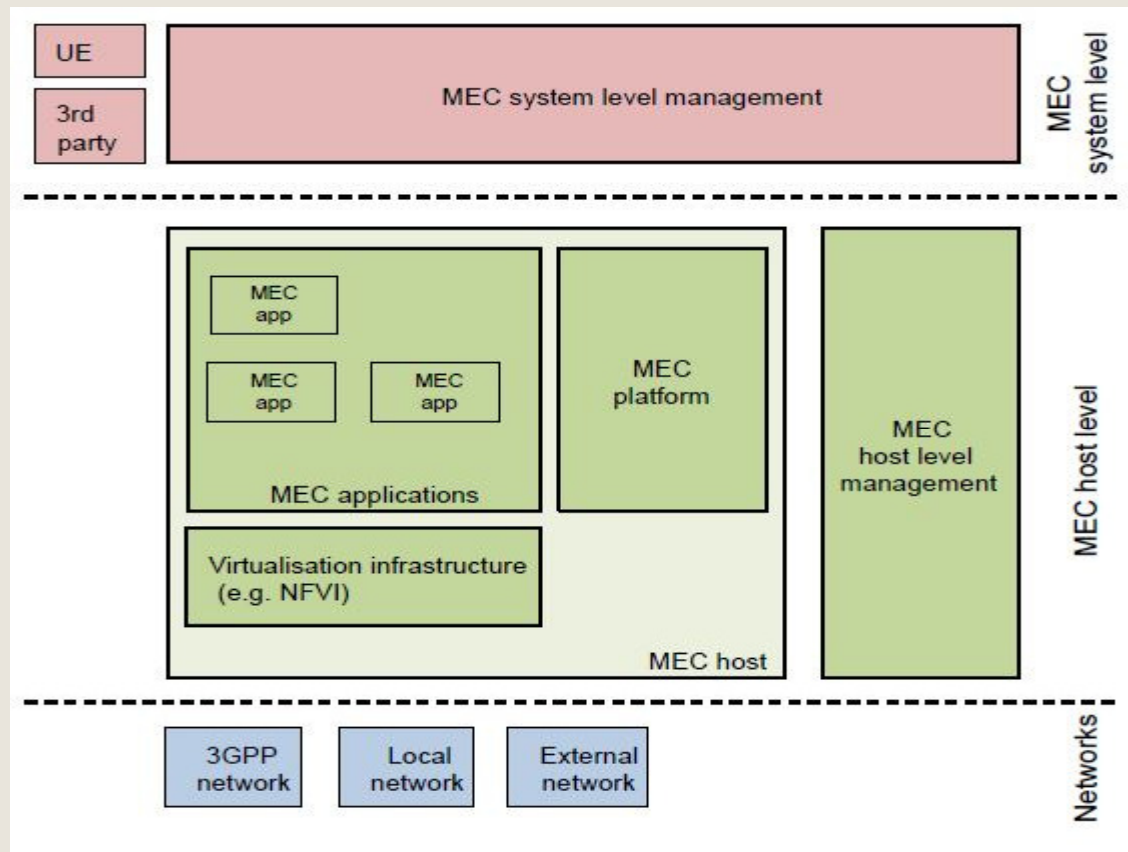 UE
3rd
party
MEC system level management
MEC
system level
MEC
app
MEC
app
MEC
app
MEC applications
MEC
platform
Virtualisation infrastructure
(e.g. NFVI)
MEC host
MEC
host level
management
MEC host level
3GPP
network
Local
network
External
network
Networks